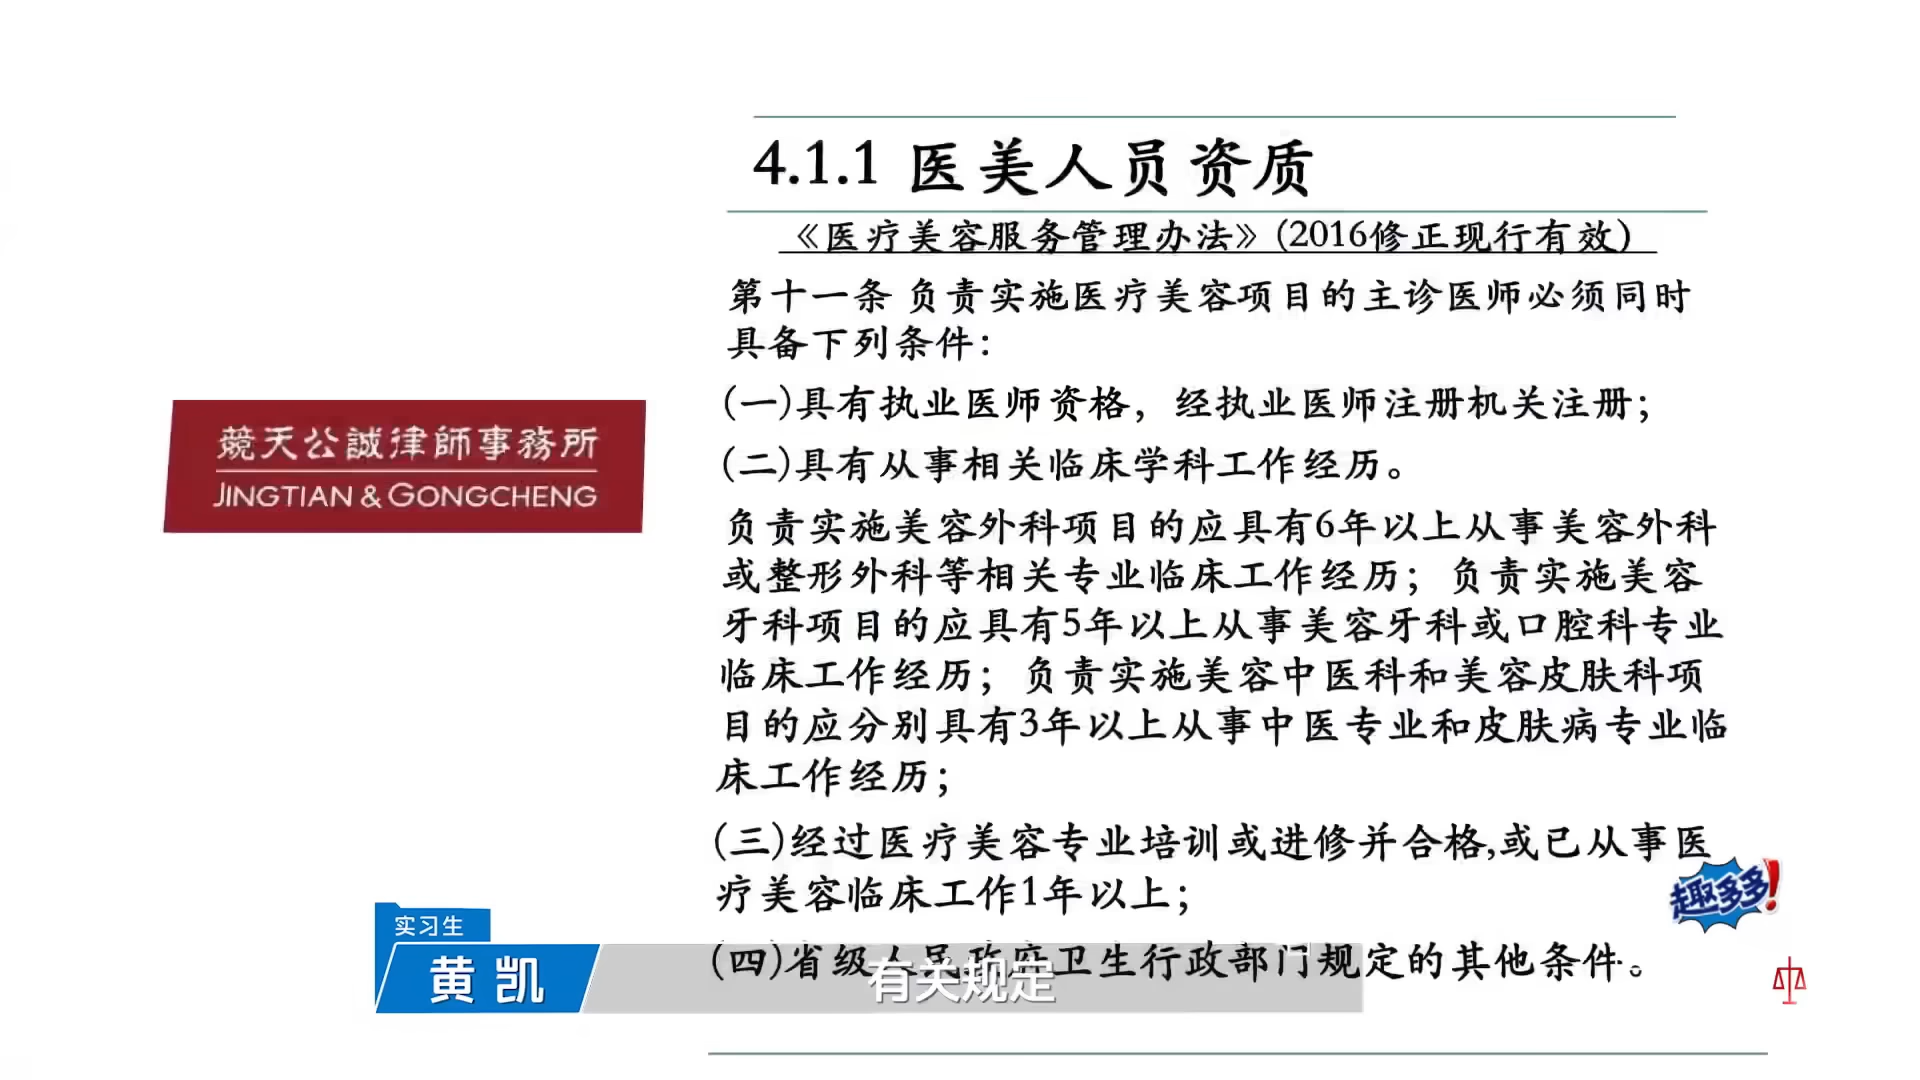 4.1.1 医美人员资质
《医疗美容服务管理办法》(2016修正现行有效)
第十一条 负责实施医疗美容项目的主诊医师必须同时
具备下列条件：
(一)具有执业医师资格，经执业医师注册机关注册；
(二)具有从事相关临床学科工作经历。
负责实施美容外科项目的应具有6年以上从事美容外科
或整形外科等相关专业临床工作经历；负责实施美容
牙科项目的应具有5年以上从事美容牙科或口腔科专业
临床工作经历；负责实施美容中医科和美容皮肤科项
目的应分别具有3年以上从事中医专业和皮肤病专业临
床工作经历；
(三)经过医疗美容专业培训或进修并合格,或已从事医
疗美容临床工作1年以上；
(四)省级人民政府卫生行政部门规定的其他条件。
競天公誠律師事務所
JINGTIAN & GONGCHENG
趣多多!
实习生
黄凯
有关规定